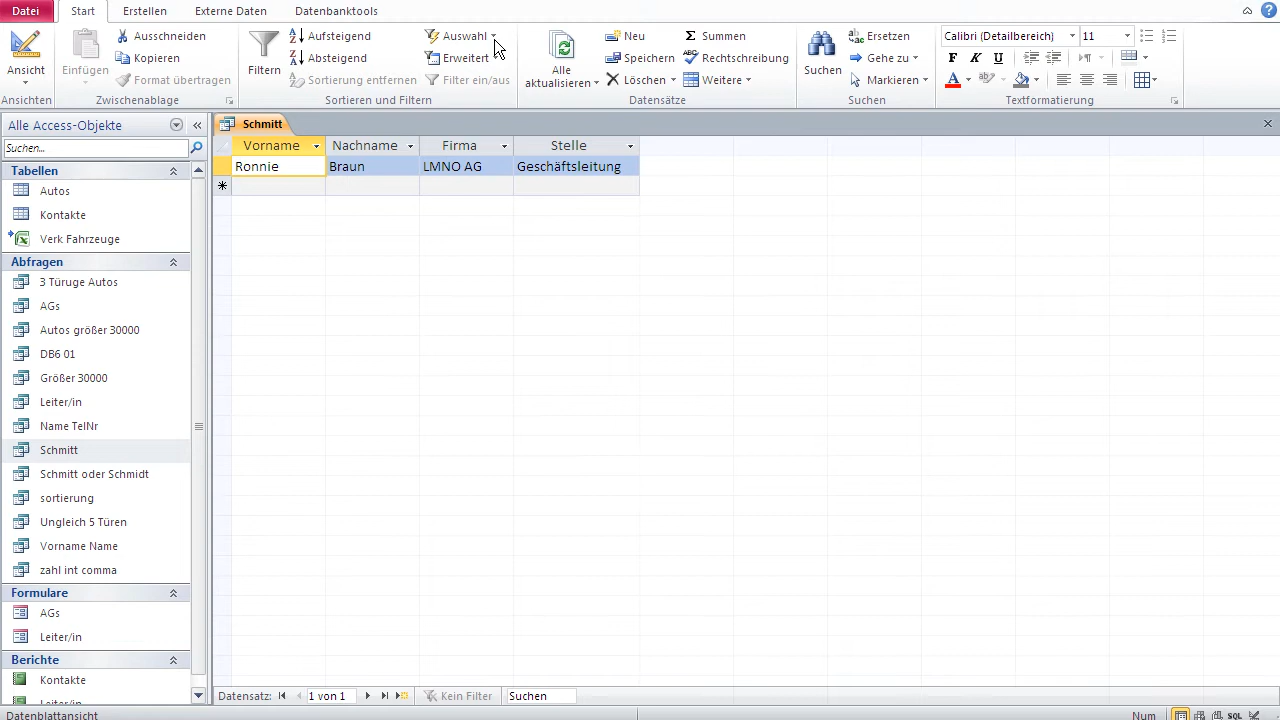 Datei Start Erstellen Externe Daten Datenbanktools
Ausschneiden Aufsteigend Auswahl Neu Summen Ersetzen Calibri (Detailbereich) 11
Kopieren Absteigend Erweitert Speichern Rechtschreibung Gehe zu F K U
Ansicht Einfügen Format übertragen Filtern Sortierung entfernen Filter ein/aus Alle aktualisieren Löschen Weitere Suchen Markieren A
Ansichten Zwischenablage Sortieren und Filtern Datensätze Suchen Textformatierung
Alle Access-Objekte
Suchen...
Tabellen
Autos
Kontakte
Verk Fahrzeuge
Abfragen
3 Türuge Autos
AGs
Autos größer 30000
DB6 01
Größer 30000
Leiter/in
Name TelNr
Schmitt
Schmitt oder Schmidt
sortierung
Ungleich 5 Türen
Vorname Name
zahl int comma
Formulare
AGs
Leiter/in
Berichte
Kontakte
Leiter/in
Schmitt
Vorname Nachname Firma Stelle
Ronnie Braun LMNO AG Geschäftsleitung
Datensatz: 1 von 1 Kein Filter Suchen
Datenblattansicht Num SQL